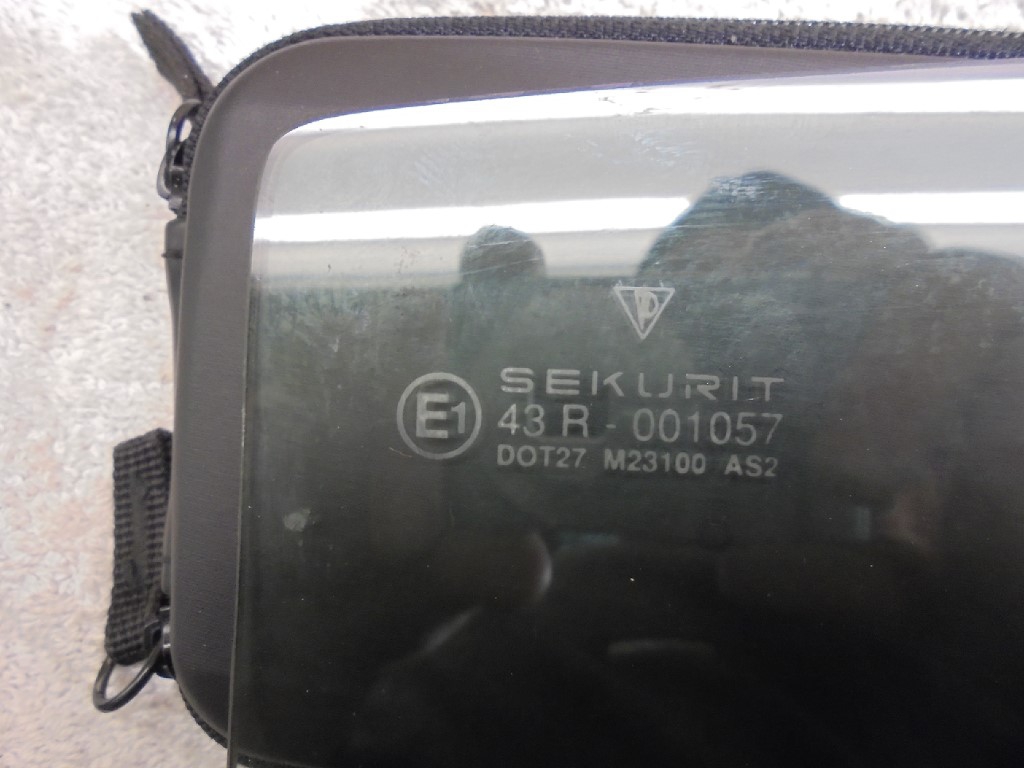 SEKURIT
E1
43 R - 001057
DOT27 M23100 AS2